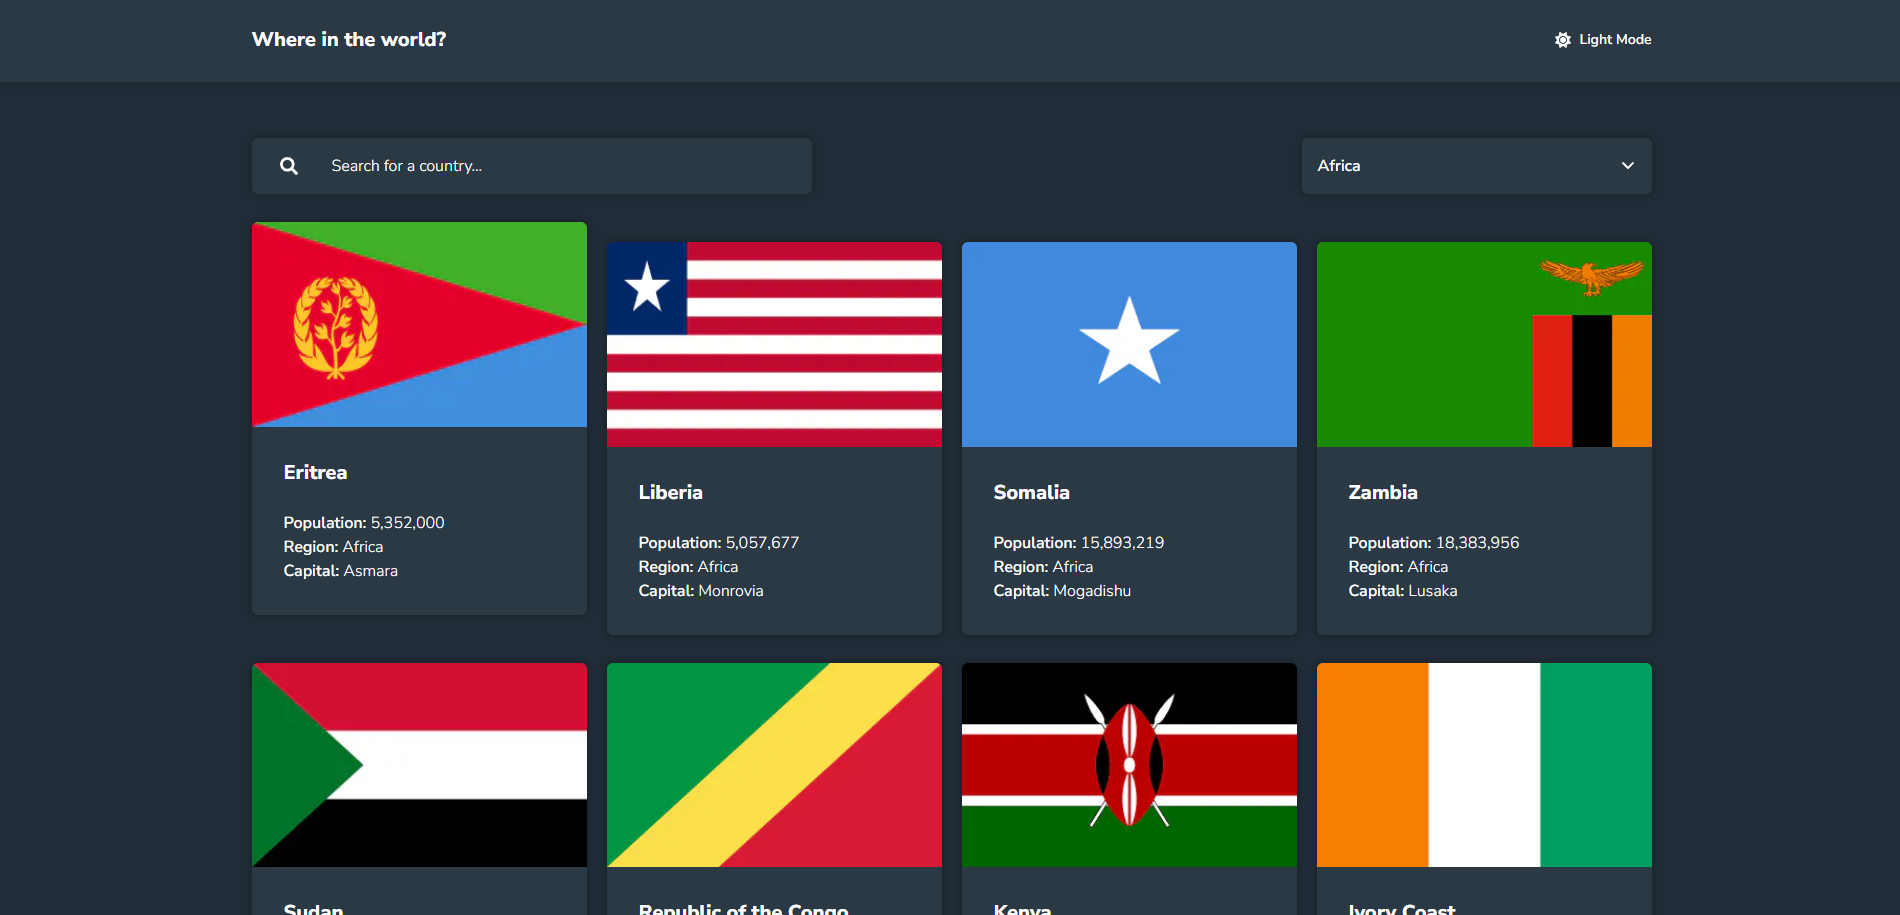 Where in the world?
Light Mode
Search for a country...
Africa
Eritrea
Population: 5,352,000
Region: Africa
Capital: Asmara
Liberia
Population: 5,057,677
Region: Africa
Capital: Monrovia
Somalia
Population: 15,893,219
Region: Africa
Capital: Mogadishu
Zambia
Population: 18,383,956
Region: Africa
Capital: Lusaka
Sudan
Republic of the Congo
Kenya
Ivory Coast